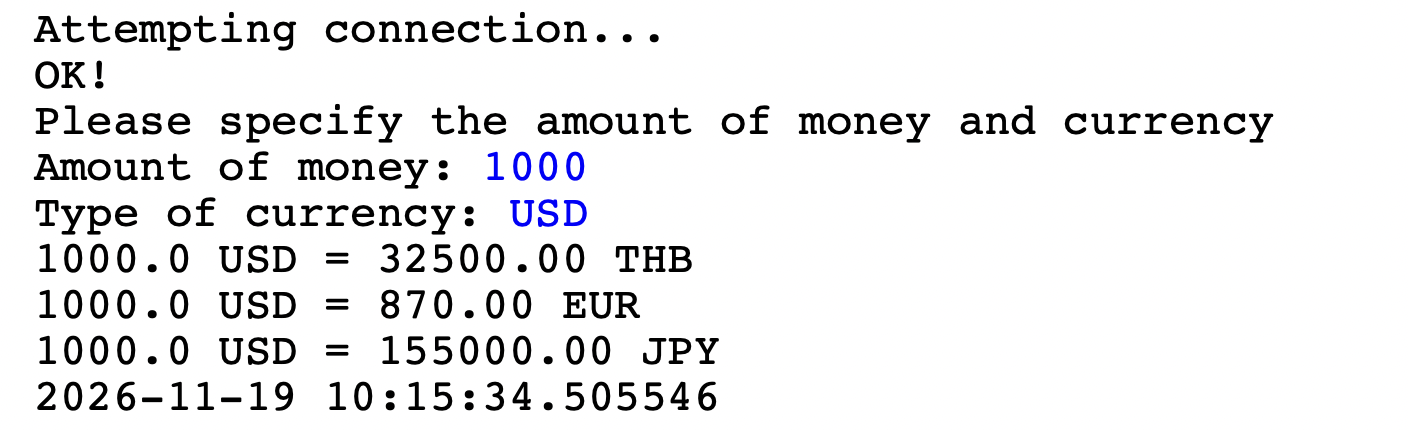 Attempting connection...
OK!
Please specify the amount of money and currency
Amount of money: 1000
Type of currency: USD
1000.0 USD = 32500.00 THB
1000.0 USD = 870.00 EUR
1000.0 USD = 155000.00 JPY
2026-11-19 10:15:34.505546